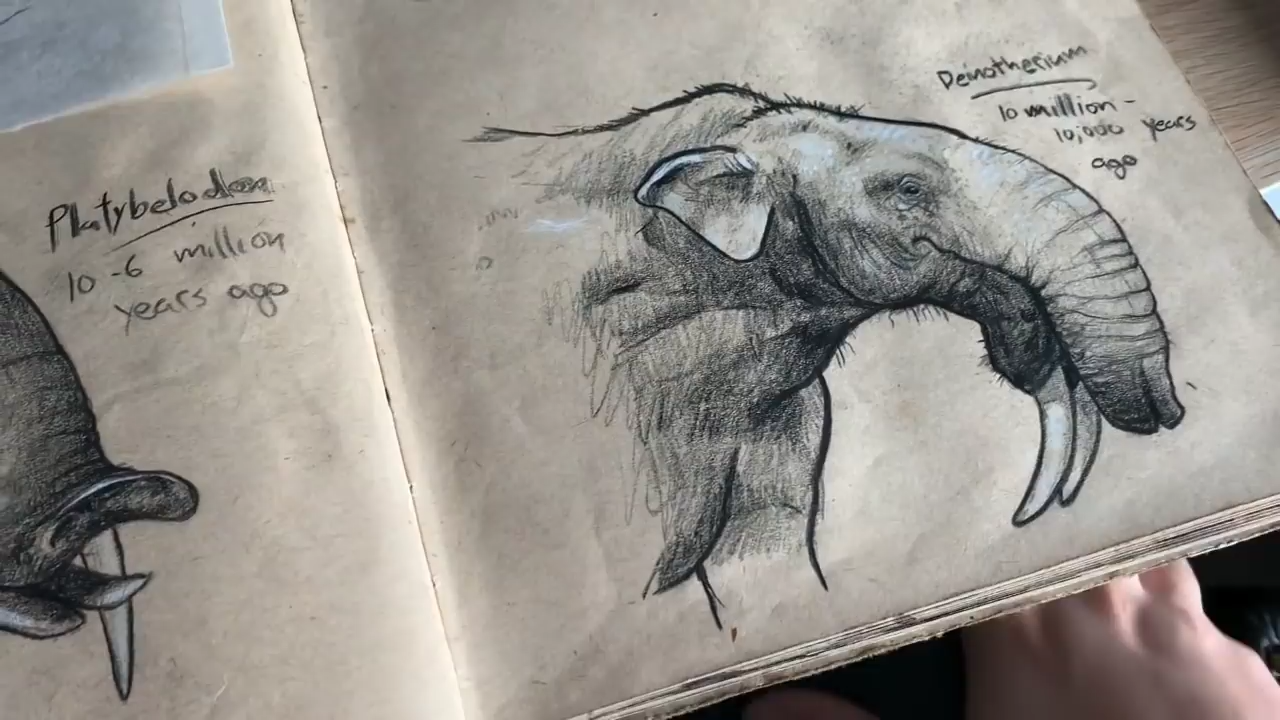 Platybelodon
10-6 million
years ago
Deinotherium
10 million-
10,000 years
ago